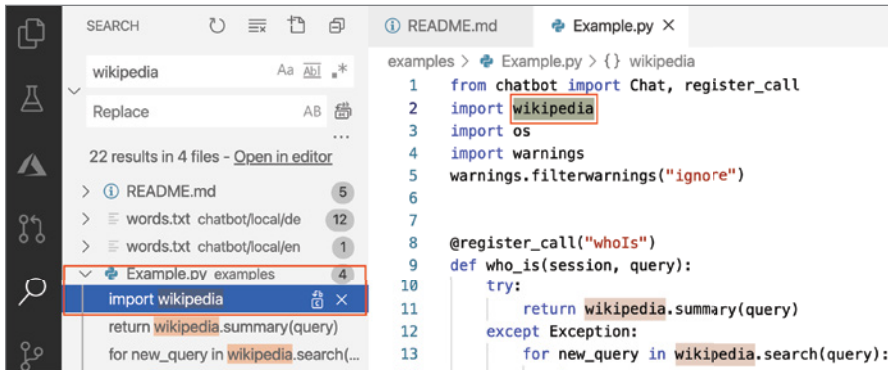 SEARCH
wikipedia
Aa Abl .*
Replace
AB
...
22 results in 4 files - Open in editor
README.md
5
words.txt chatbot/local/de
12
words.txt chatbot/local/en
1
Example.py examples
4
import wikipedia
return wikipedia.summary(query)
for new_query in wikipedia.search(...
README.md
Example.py
examples > Example.py > {} wikipedia
1 from chatbot import Chat, register_call
2 import wikipedia
3 import os
4 import warnings
5 warnings.filterwarnings("ignore")
6
7
8 @register_call("whoIs")
9 def who_is(session, query):
10 try:
11 return wikipedia.summary(query)
12 except Exception:
13 for new_query in wikipedia.search(query):